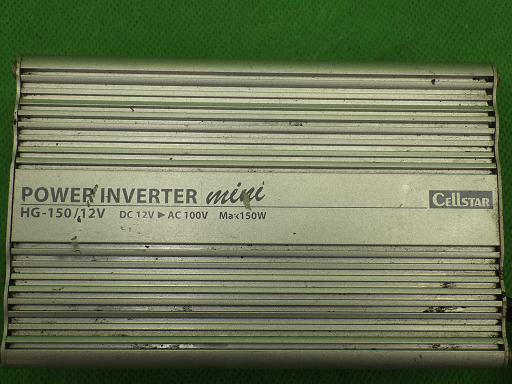 POWER INVERTER mini
HG-150/12V DC 12V ▶ AC 100V Max150W
CELLSTAR